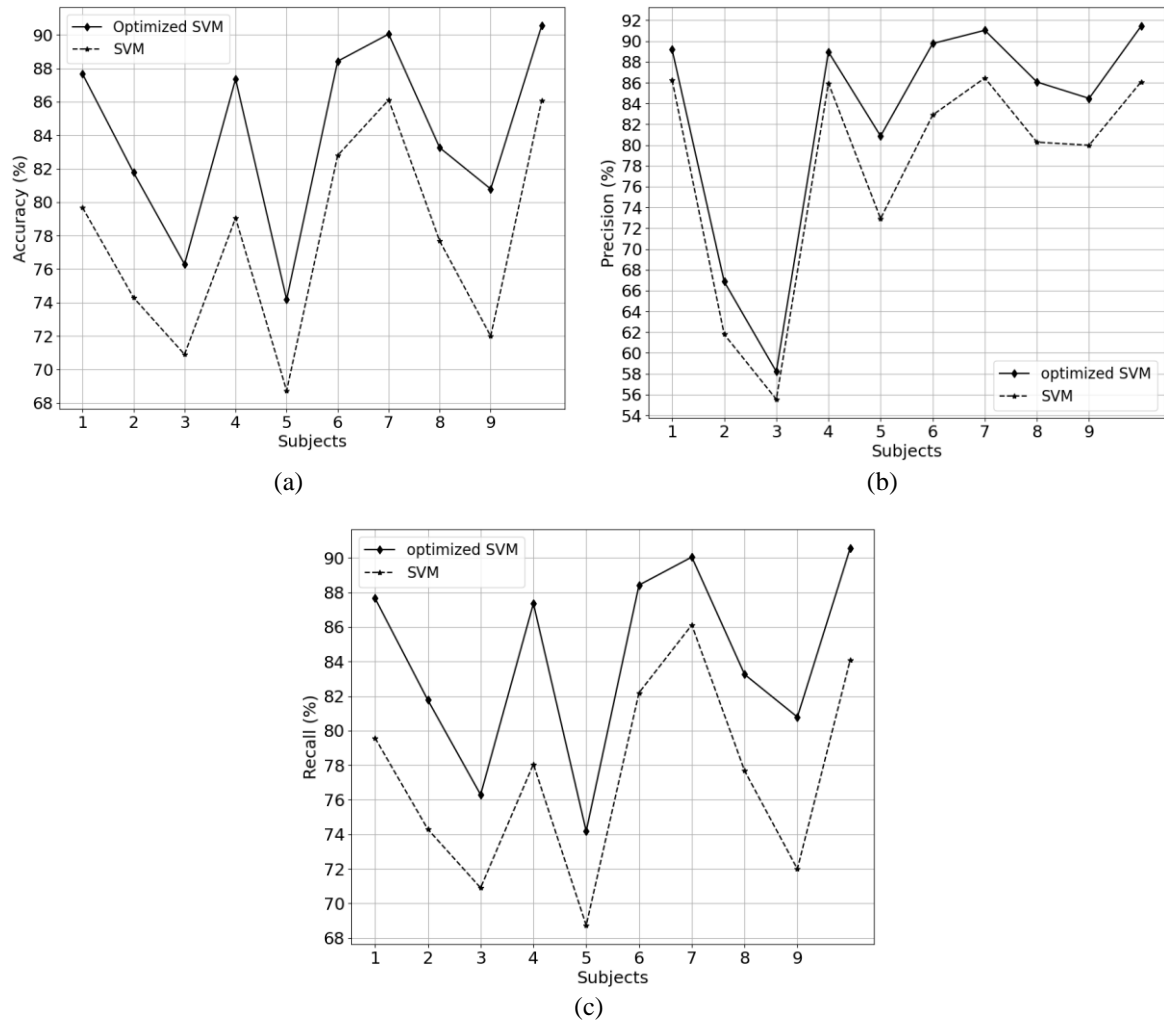 Optimized SVM
SVM
90
88
86
84
82
80
78
76
74
72
70
68
Accuracy (%)
1 2 3 4 5 6 7 8 9
Subjects
(a)
92
90
88
86
84
82
80
78
76
74
72
70
68
66
64
62
60
58
56
54
Precision (%)
optimized SVM
SVM
1 2 3 4 5 6 7 8 9
Subjects
(b)
optimized SVM
SVM
90
88
86
84
82
80
78
76
74
72
70
68
Recall (%)
1 2 3 4 5 6 7 8 9
Subjects
(c)